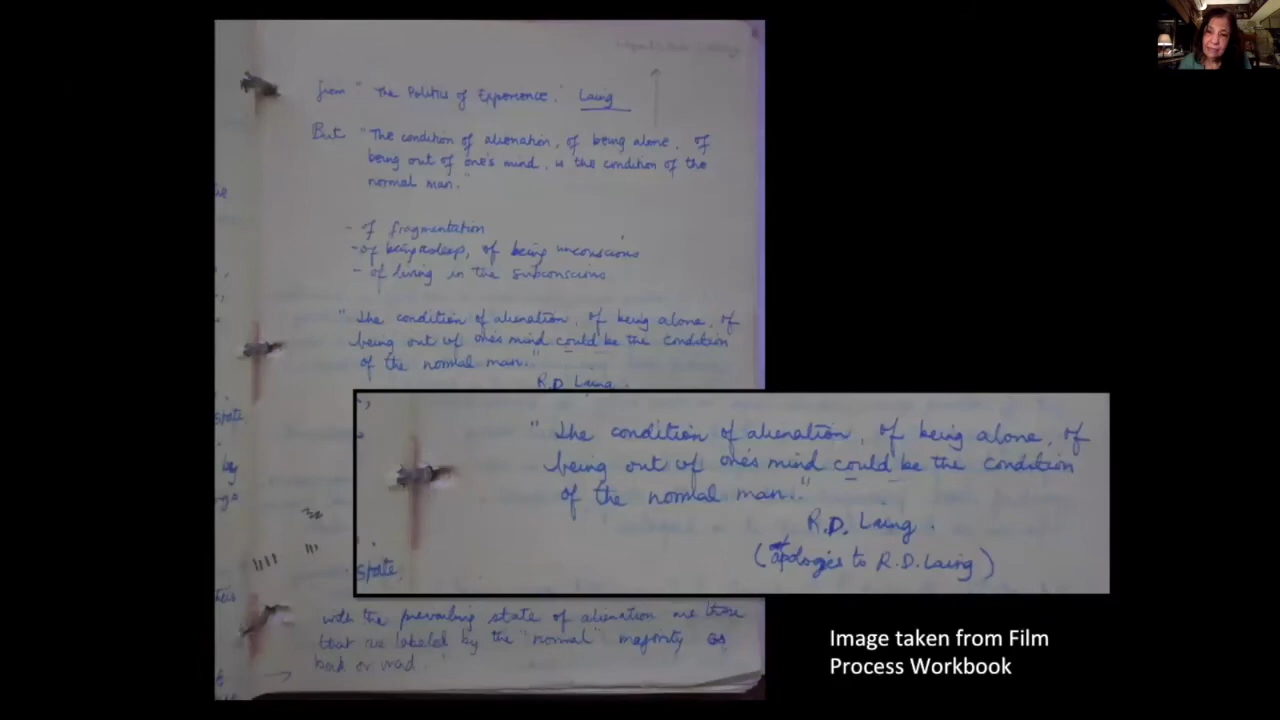 from "The Politics of Experience." Laing
But "The condition of alienation, of being alone, of
being out of one's mind, is the condition of the
normal man."
- of fragmentation
- of being asleep, of being unconscious
- of living in the subconscious
"The condition of alienation, of being alone, of
being out of one's mind could be the condition
of the normal man."
R.D. Laing.
"The condition of alienation, of being alone, of
being out of one's mind could be the condition
of the normal man."
R.D. Laing.
(apologies to R.D. Laing)
state,
state
by
with the prevailing state of alienation are those
that are labeled by the "normal" majority as
bad or mad."
Image taken from Film
Process Workbook